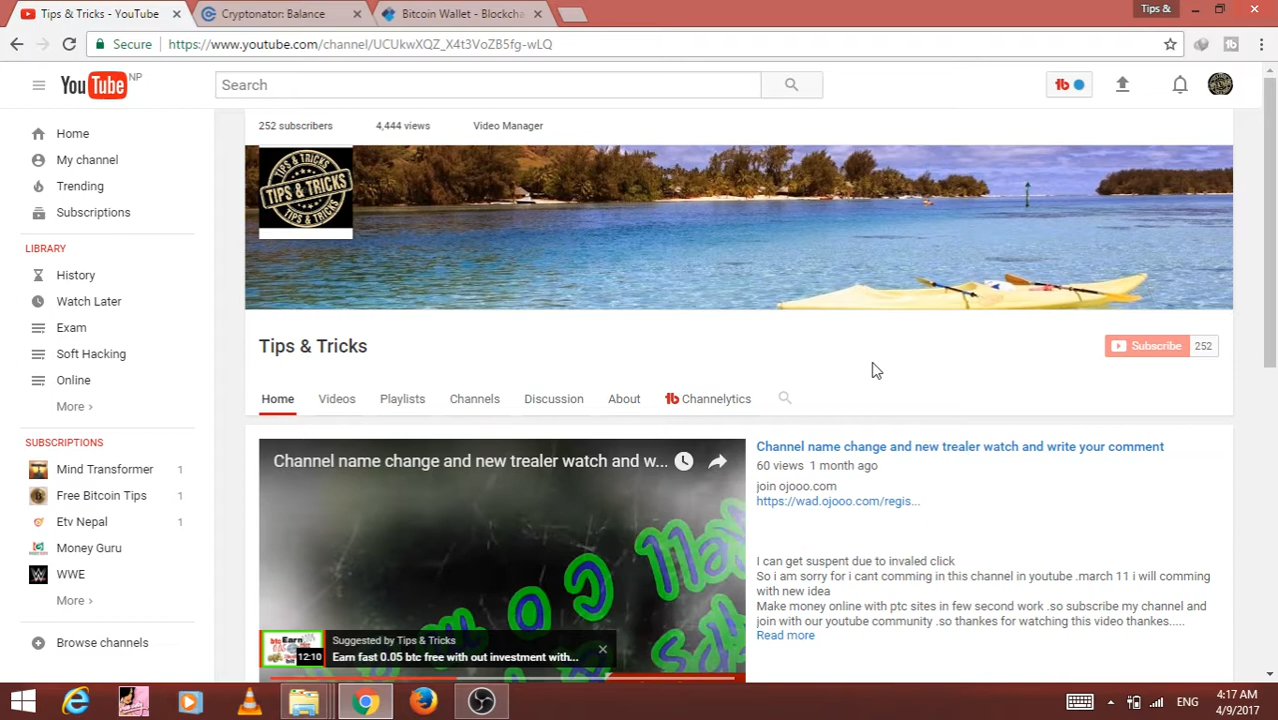 Tips & Tricks - YouTube
Cryptonator: Balance
Bitcoin Wallet - Blockcha
Tips &
Secure
https://www.youtube.com/channel/UCUkwXQZ_X4t3VoZB5fg-wLQ
YouTube NP
Search
252 subscribers
4,444 views
Video Manager
TIPS & TRICKS
TIPS & TRICKS
TIPS & TRICKS
Home
My channel
Trending
Subscriptions
LIBRARY
History
Watch Later
Exam
Soft Hacking
Online
More ›
SUBSCRIPTIONS
Mind Transformer 1
Free Bitcoin Tips 1
Etv Nepal 1
Money Guru
WWE
More ›
Browse channels
Tips & Tricks
Subscribe 252
Home
Videos
Playlists
Channels
Discussion
About
Channelytics
Channel name change and new trealer watch and w...
Suggested by Tips & Tricks
Earn fast 0.05 btc free with out investment with...
12:10
Channel name change and new trealer watch and write your comment
60 views 1 month ago
join ojooo.com
https://wad.ojooo.com/regis...
I can get suspent due to invaled click
So i am sorry for i cant comming in this channel in youtube .march 11 i will comming
with new idea
Make money online with ptc sites in few second work .so subscribe my channel and
join with our youtube community .so thanks for watching this video thankes.....
Read more
ENG
4:17 AM
4/9/2017